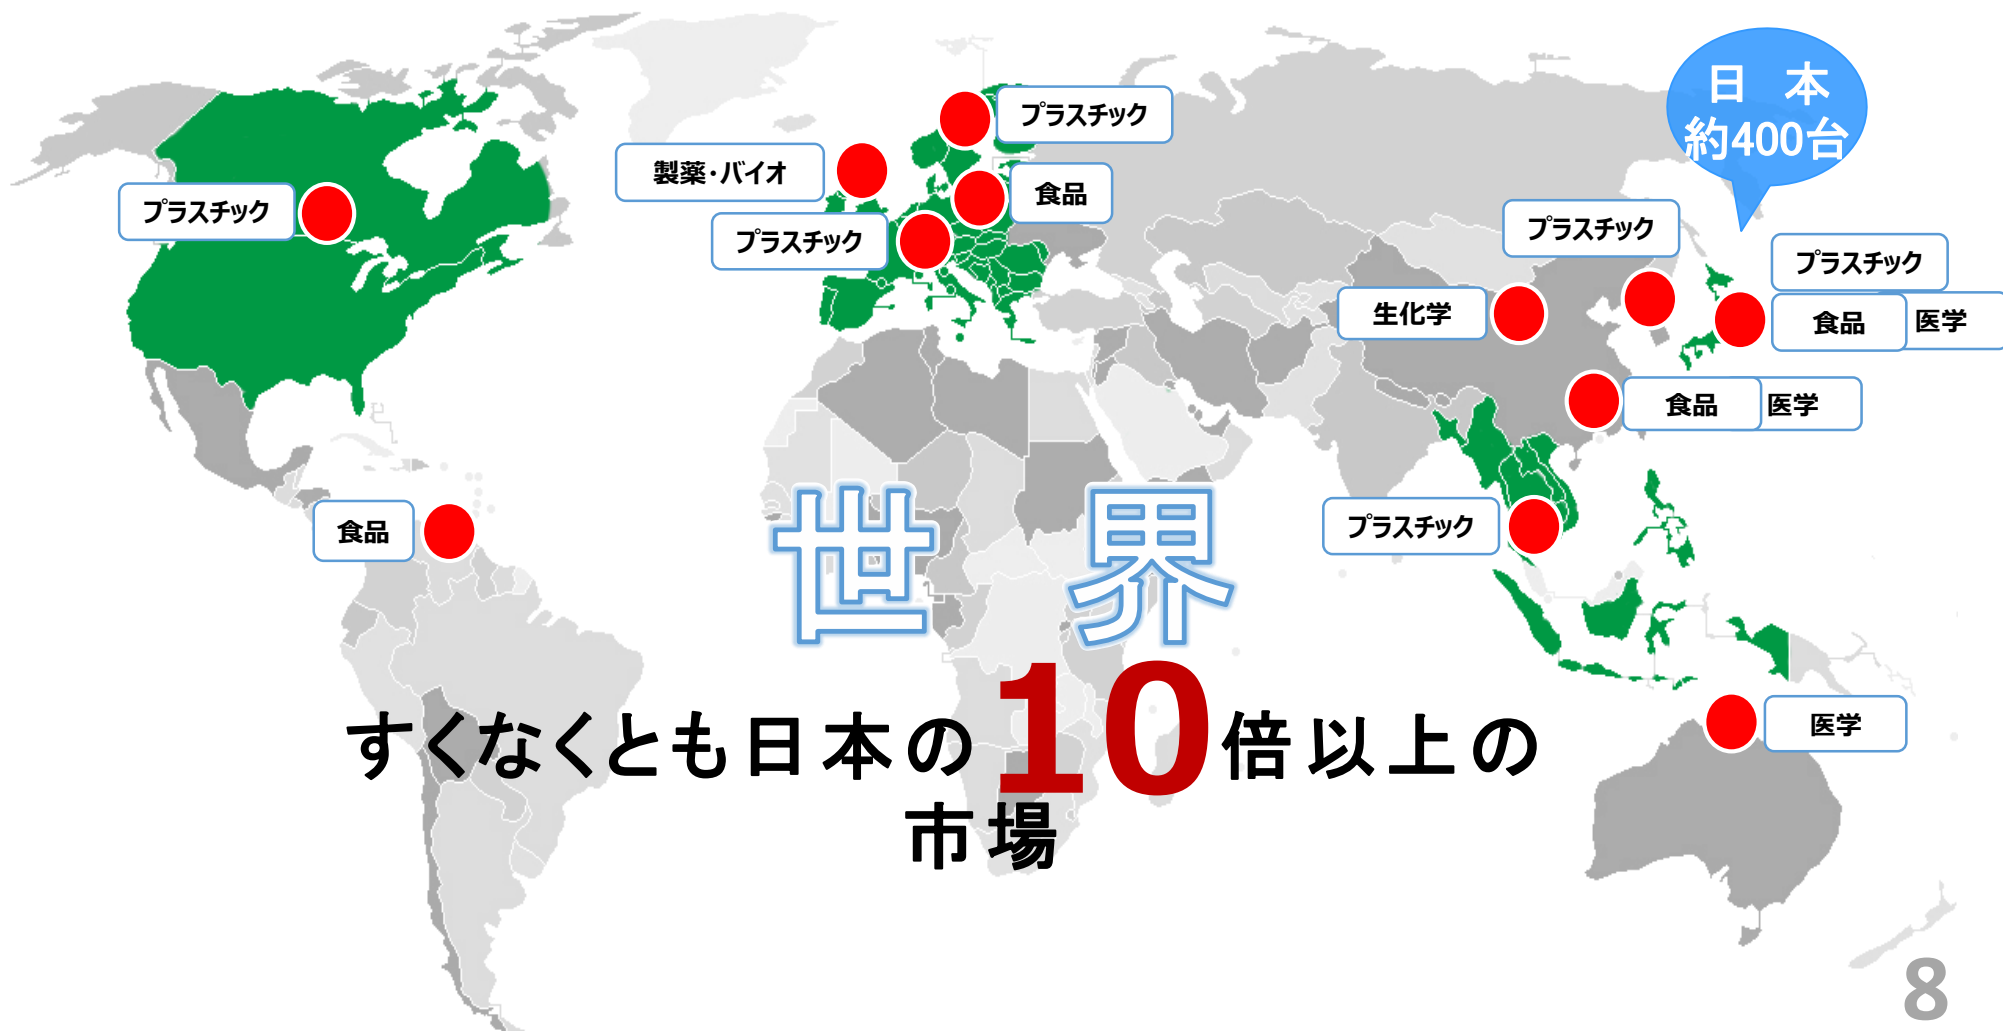 日 本
約400台
プラスチック
製薬・バイオ
食品
プラスチック
プラスチック
プラスチック
プラスチック
生化学
食品
医学
食品
医学
食品
プラスチック
世 界
医学
すくなくとも日本の10倍以上の
市場
8